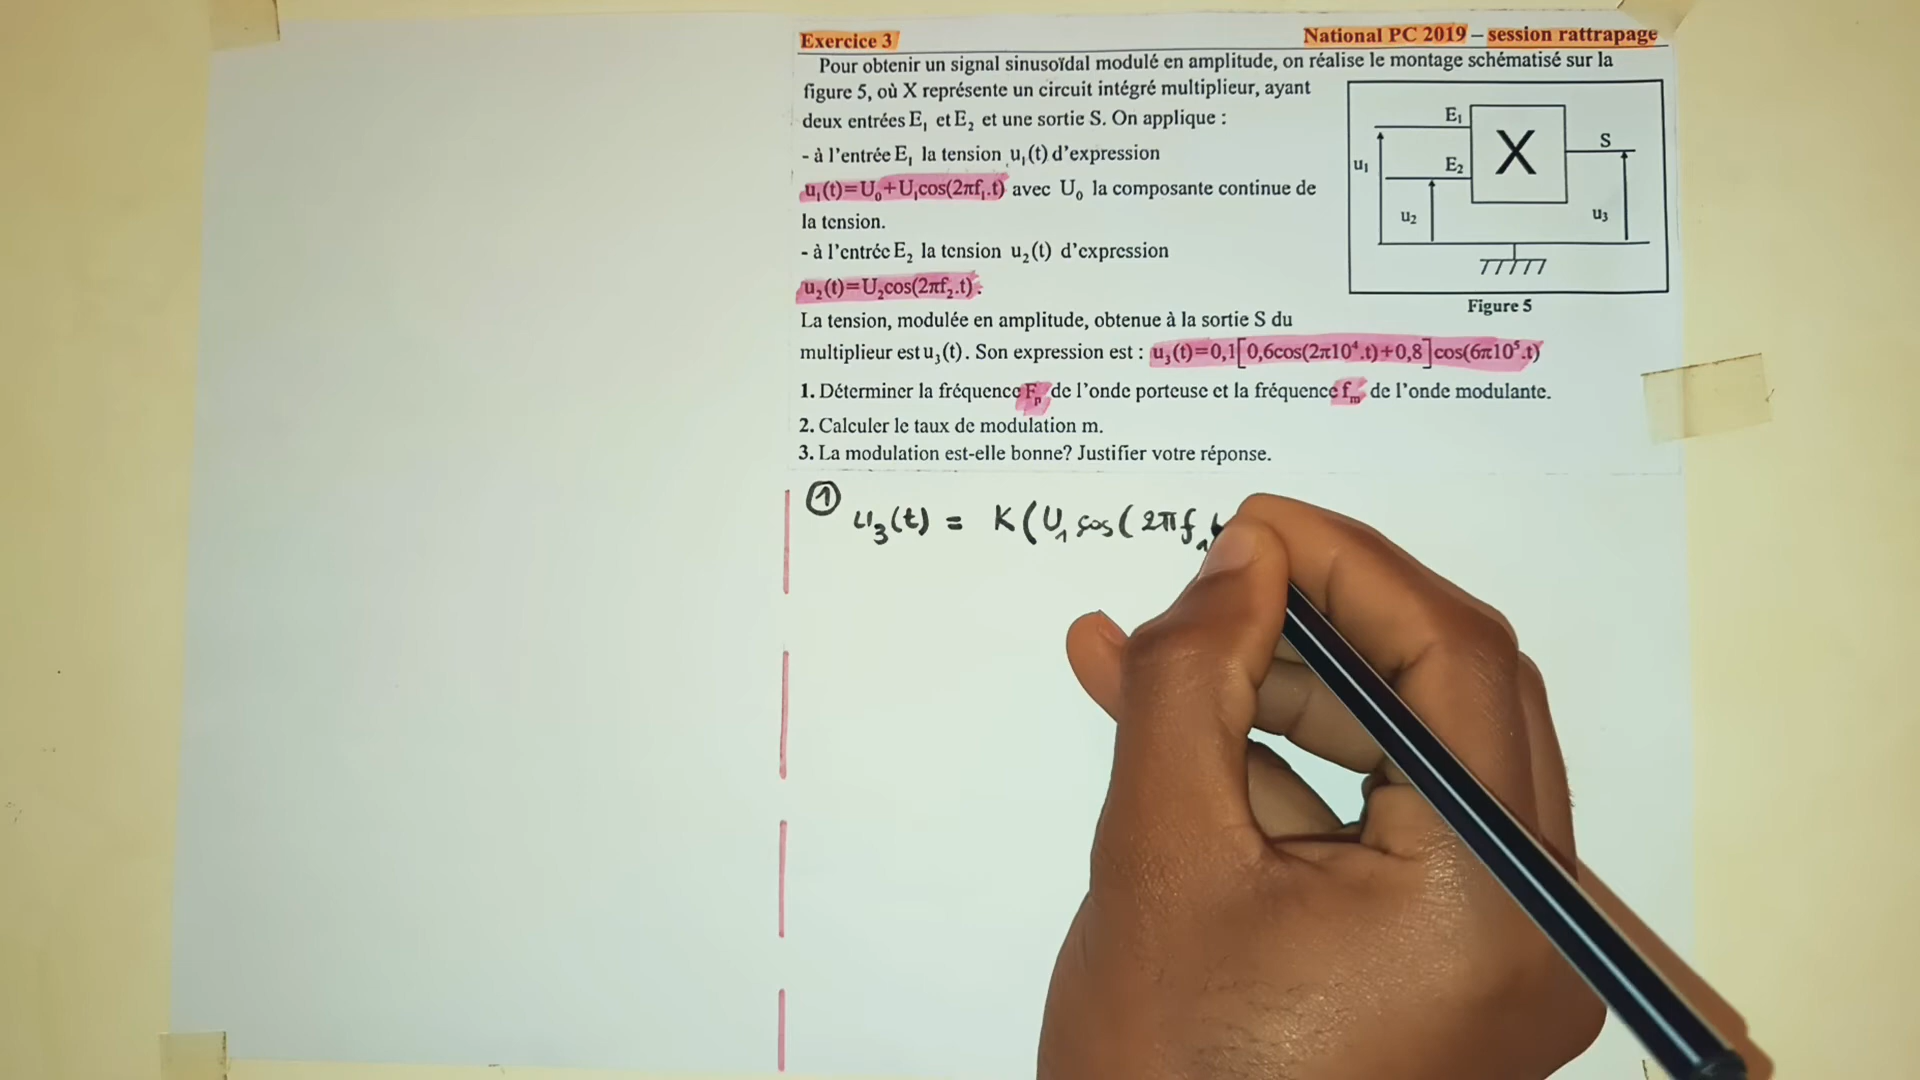 Exercice 3
National PC 2019 – session rattrapage
Pour obtenir un signal sinusoïdal modulé en amplitude, on réalise le montage schématisé sur la
figure 5, où X représente un circuit intégré multiplieur, ayant
deux entrées E₁ et E₂ et une sortie S. On applique :
- à l'entrée E₁ la tension u₁(t) d'expression
u₁(t)=U₀+U₁cos(2πf₁.t) avec U₀ la composante continue de
la tension.
- à l'entrée E₂ la tension u₂(t) d'expression
u₂(t)=U₂cos(2πf₂.t).
La tension, modulée en amplitude, obtenue à la sortie S du
multiplieur est u₃(t). Son expression est : u₃(t)=0,1[0,6cos(2π10⁴.t)+0,8]cos(6π10⁵.t)
E₁
X
S
u₁
E₂
u₂
u₃
Figure 5
1. Déterminer la fréquence Fₚ de l'onde porteuse et la fréquence fₘ de l'onde modulante.
2. Calculer le taux de modulation m.
3. La modulation est-elle bonne? Justifier votre réponse.
① u₃(t) = K(U₁ cos(2πf₁